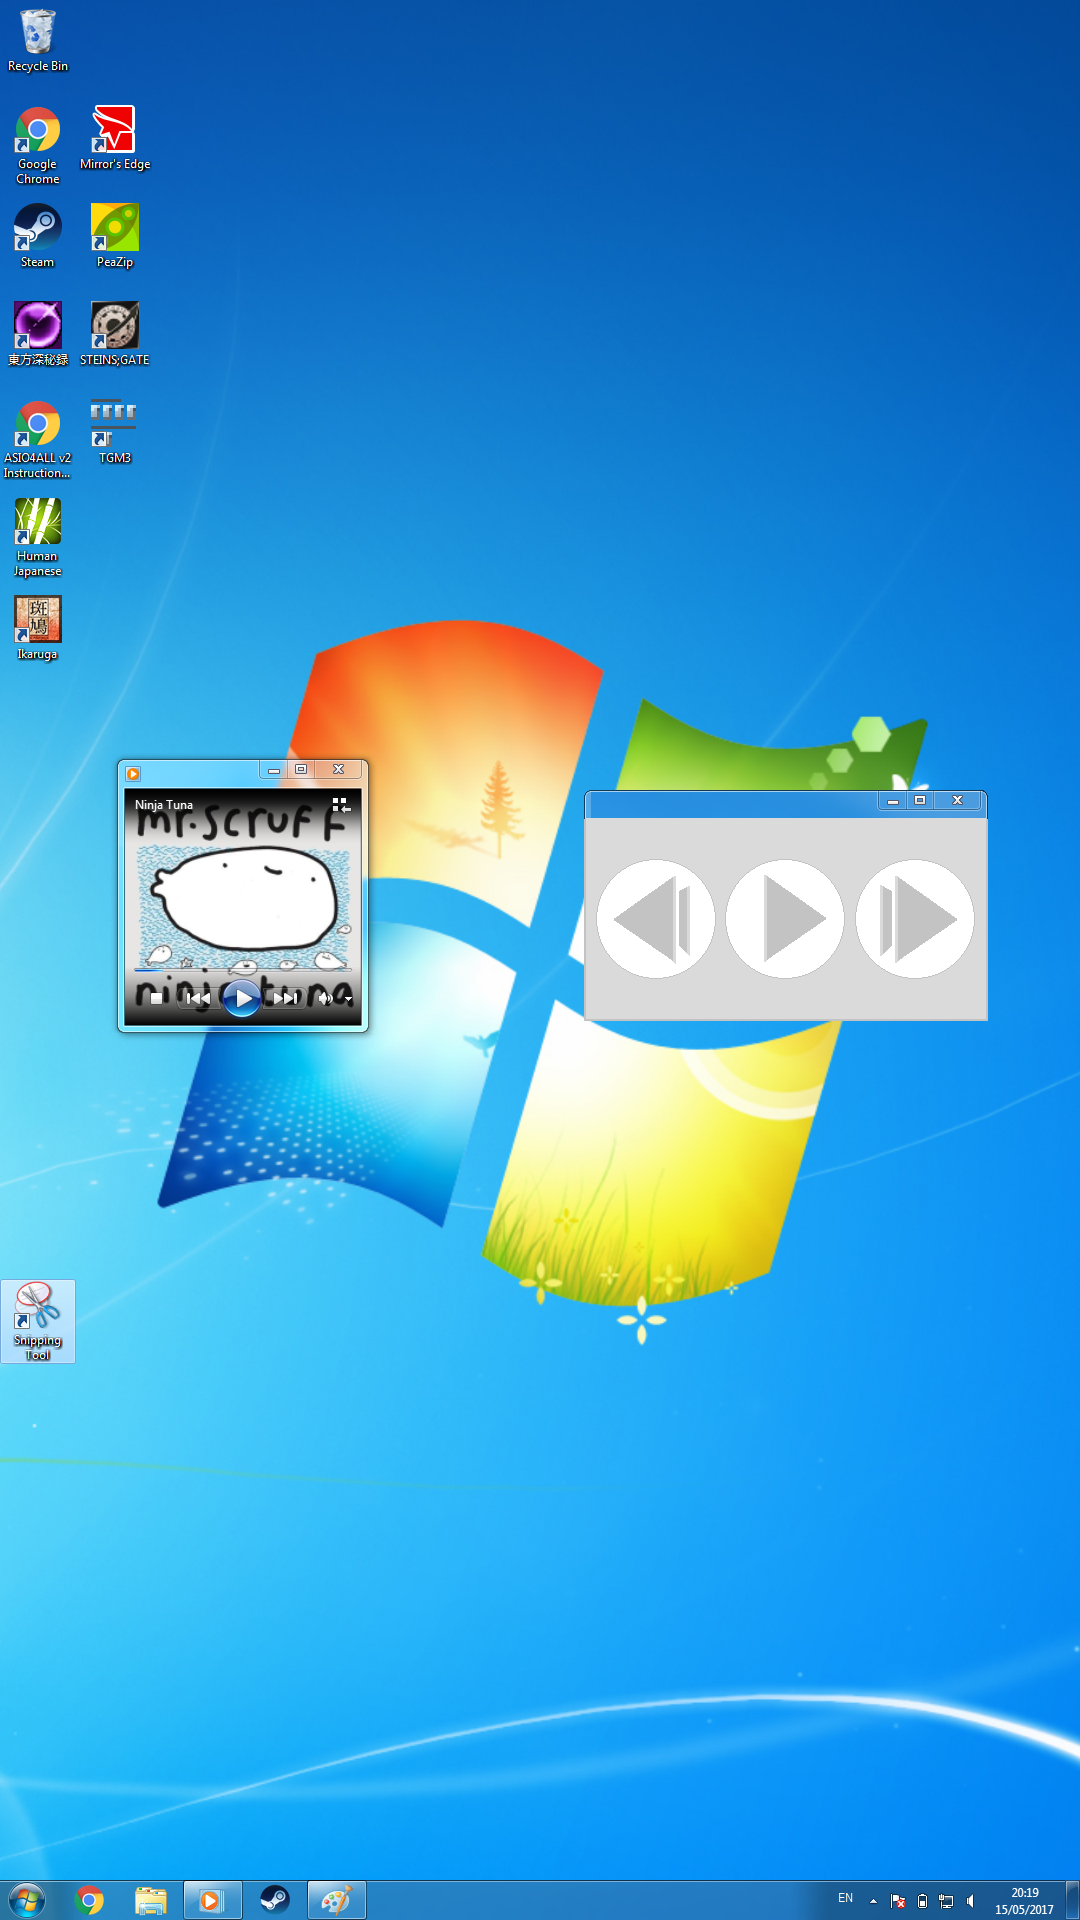 Recycle Bin
Google
Chrome
Mirror's Edge
Steam
PeaZip
東方深秘録
STEINS;GATE
ASIO4ALL v2
Instruction...
TGM3
Human
Japanese
斑
鳩
Ikaruga
Ninja Tuna
mr.scruff
ninja tuna
Snipping
Tool
EN
20:19
15/05/2017